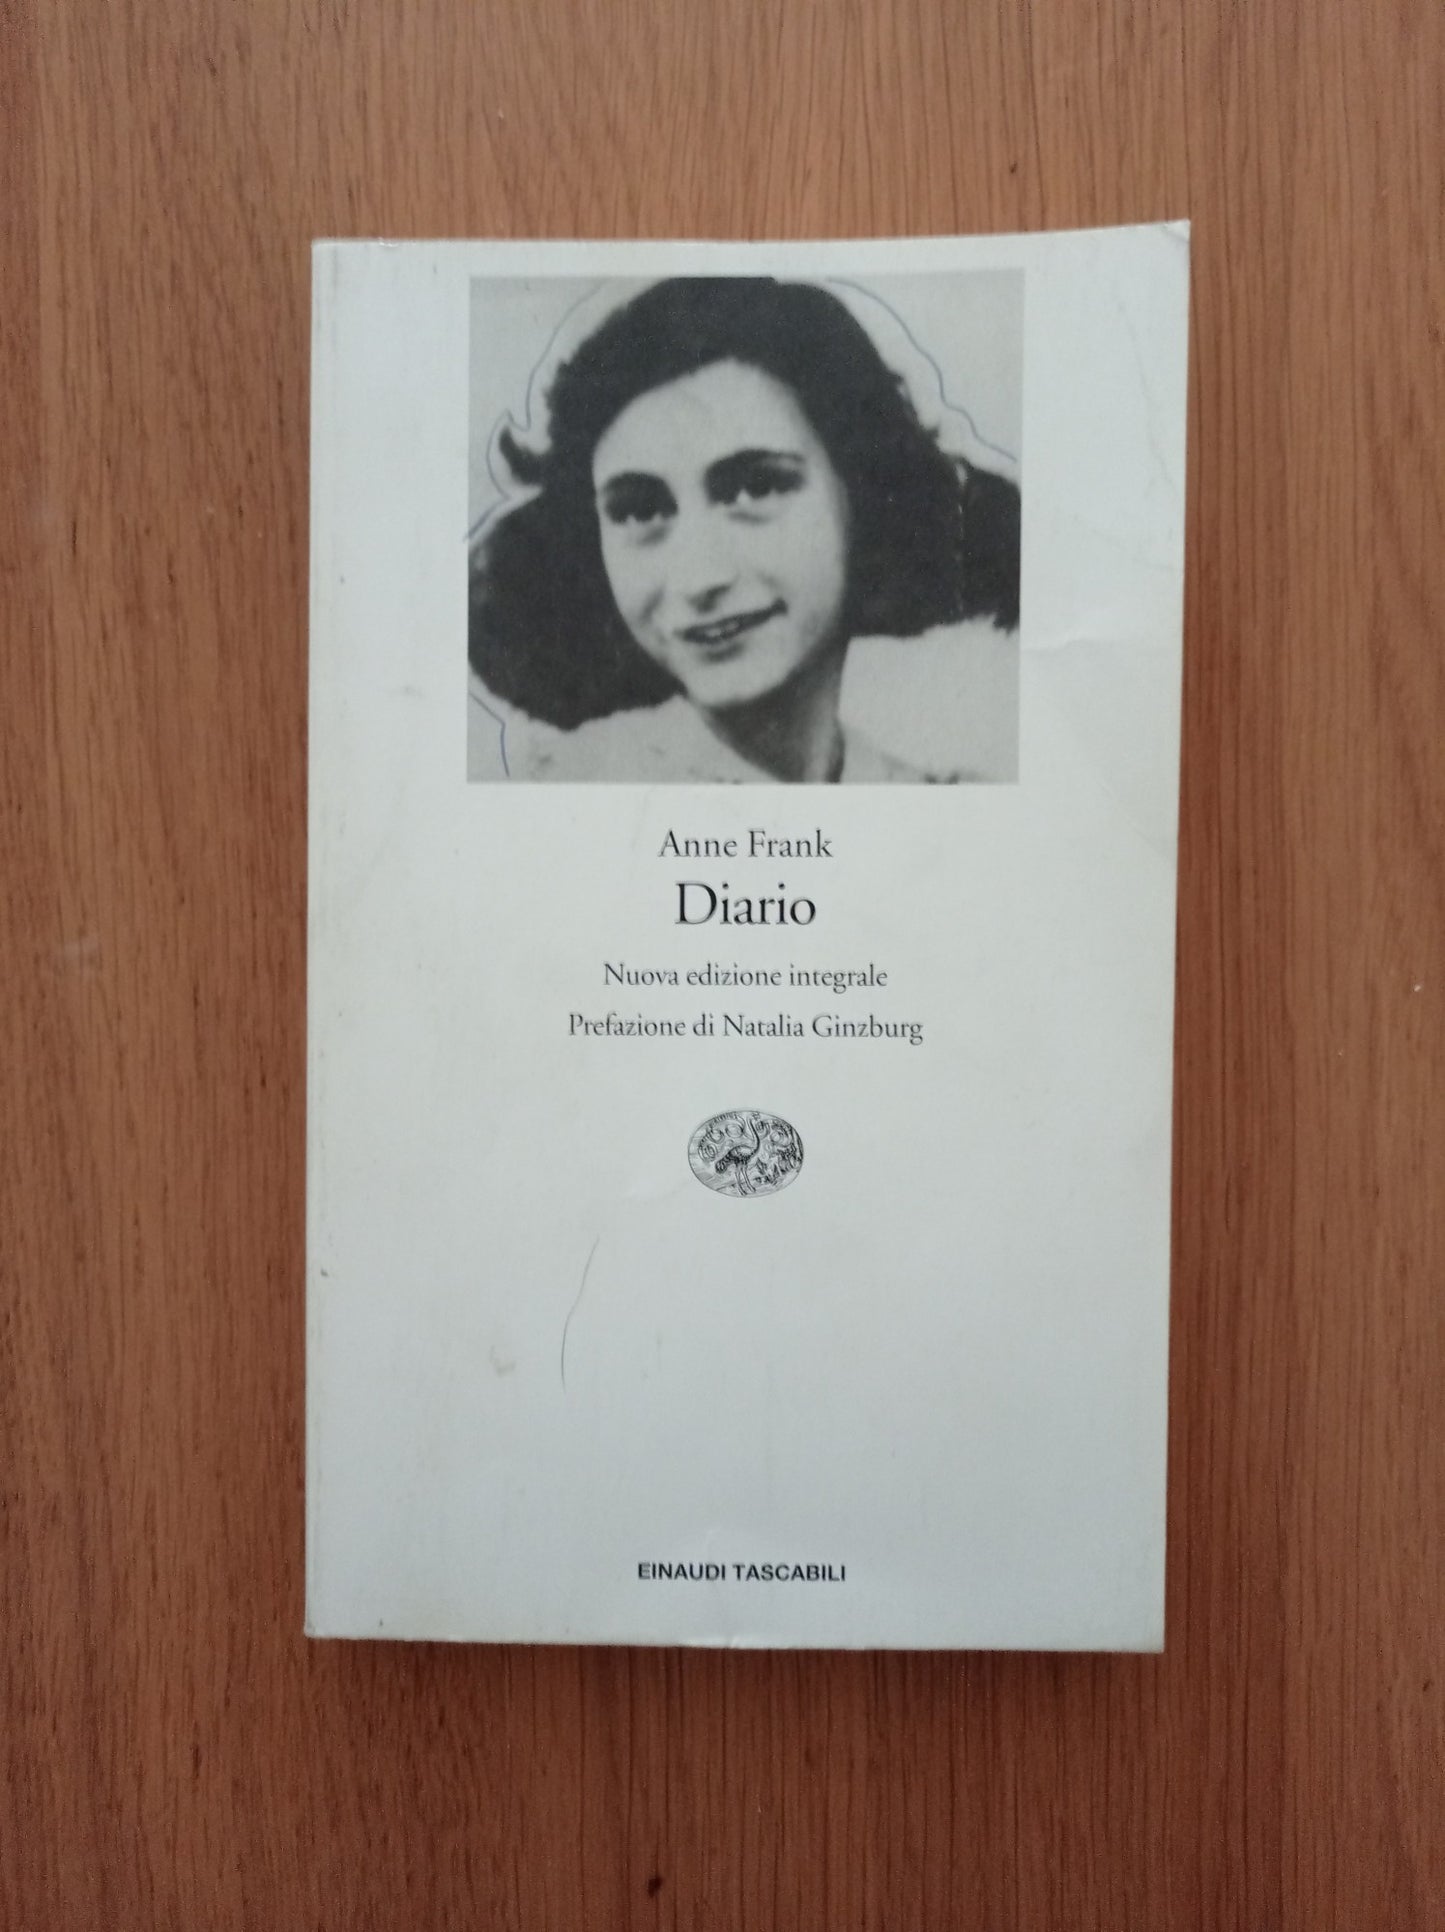 Anne Frank
Diario
Nuova edizione integrale
Prefazione di Natalia Ginzburg
EINAUDI TASCABILI